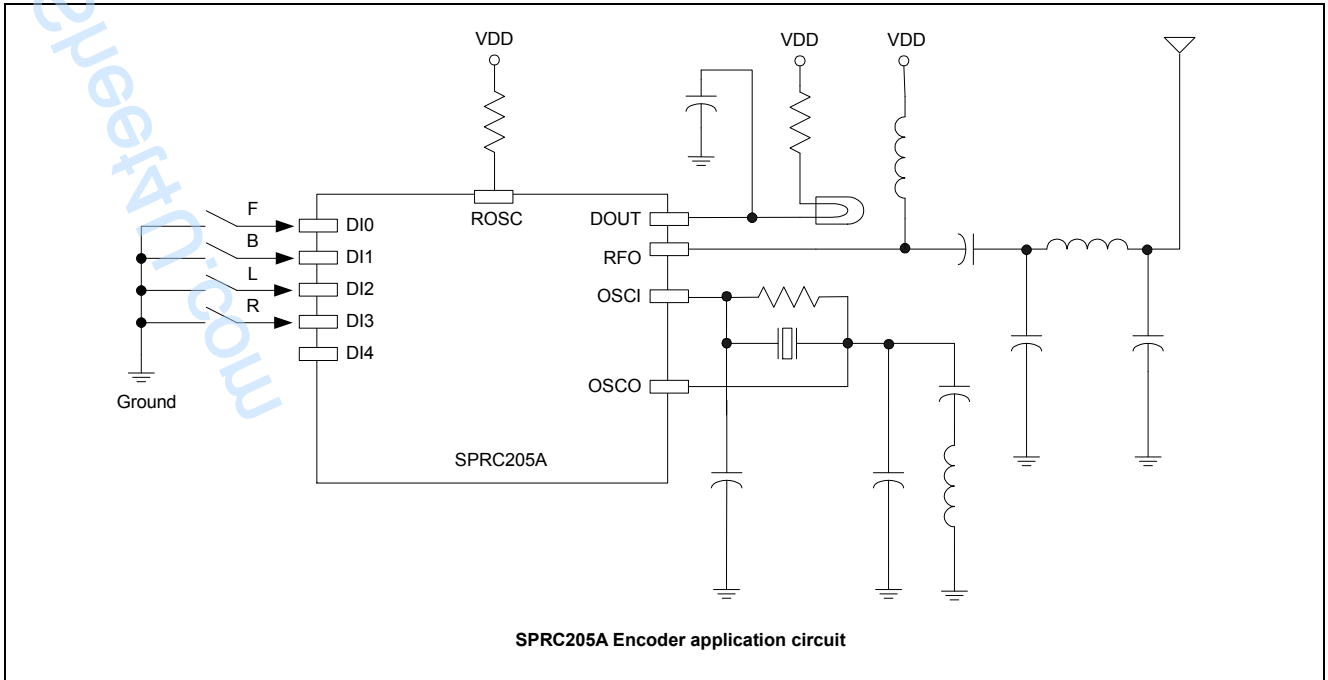 VDD
VDD
VDD
ROSC
F
B
L
R
DI0
DI1
DI2
DI3
DI4
DOUT
RFO
OSCI
OSCO
Ground
SPRC205A
SPRC205A Encoder application circuit